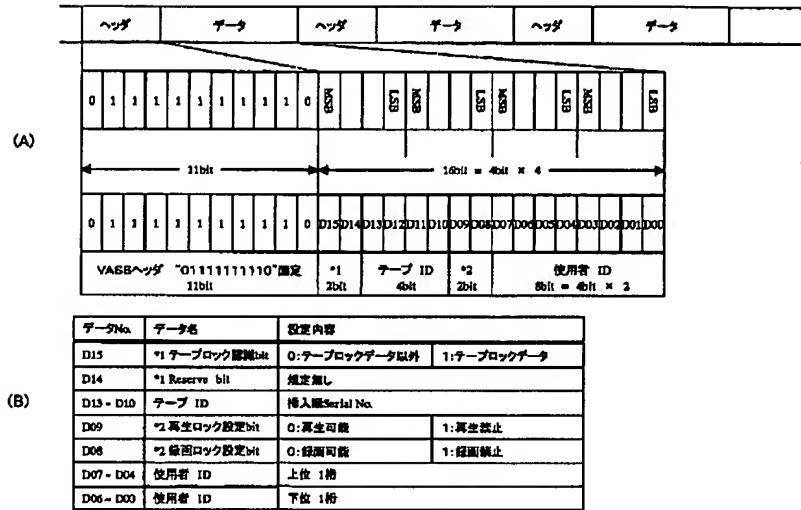 ヘッダ データ ヘッダ データ ヘッダ データ
(A)
0 1 1 1 1 1 1 1 1 1 0 MSB LSB MSB LSB MSB LSB MSB LSB
11bit 16bit = 4bit × 4
0 1 1 1 1 1 1 1 1 1 0 D15 D14 D13 D12 D11 D10 D09 D08 D07 D06 D05 D04 D03 D02 D01 D00
VASSヘッダ "01111111110"固定 *1 テープ ID *2 使用者 ID
11bit 2bit 4bit 2bit 8bit = 4bit × 2
(B)
データNo. データ名 設定内容
D15 *1 テープロック認識bit 0:テープロックデータ以外 1:テープロックデータ
D14 *1 Reserve bit 規定無し
D13 ~ D10 テープ ID 挿入順Serial No.
D09 *2 再生ロック設定bit 0:再生可能 1:再生禁止
D08 *2 録画ロック設定bit 0:録画可能 1:録画禁止
D07 ~ D04 使用者 ID 上位 1桁
D06 ~ D00 使用者 ID 下位 1桁